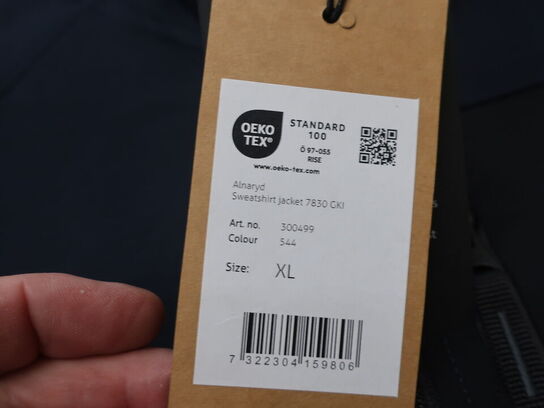 OEKO
TEX®
STANDARD
100
Ö 97-055
RISE
www.oeko-tex.com
Alnaryd
Sweatshirt jacket 7830 GKI
Art. no. 300499
Colour 544
Size: XL
7 322304 159806